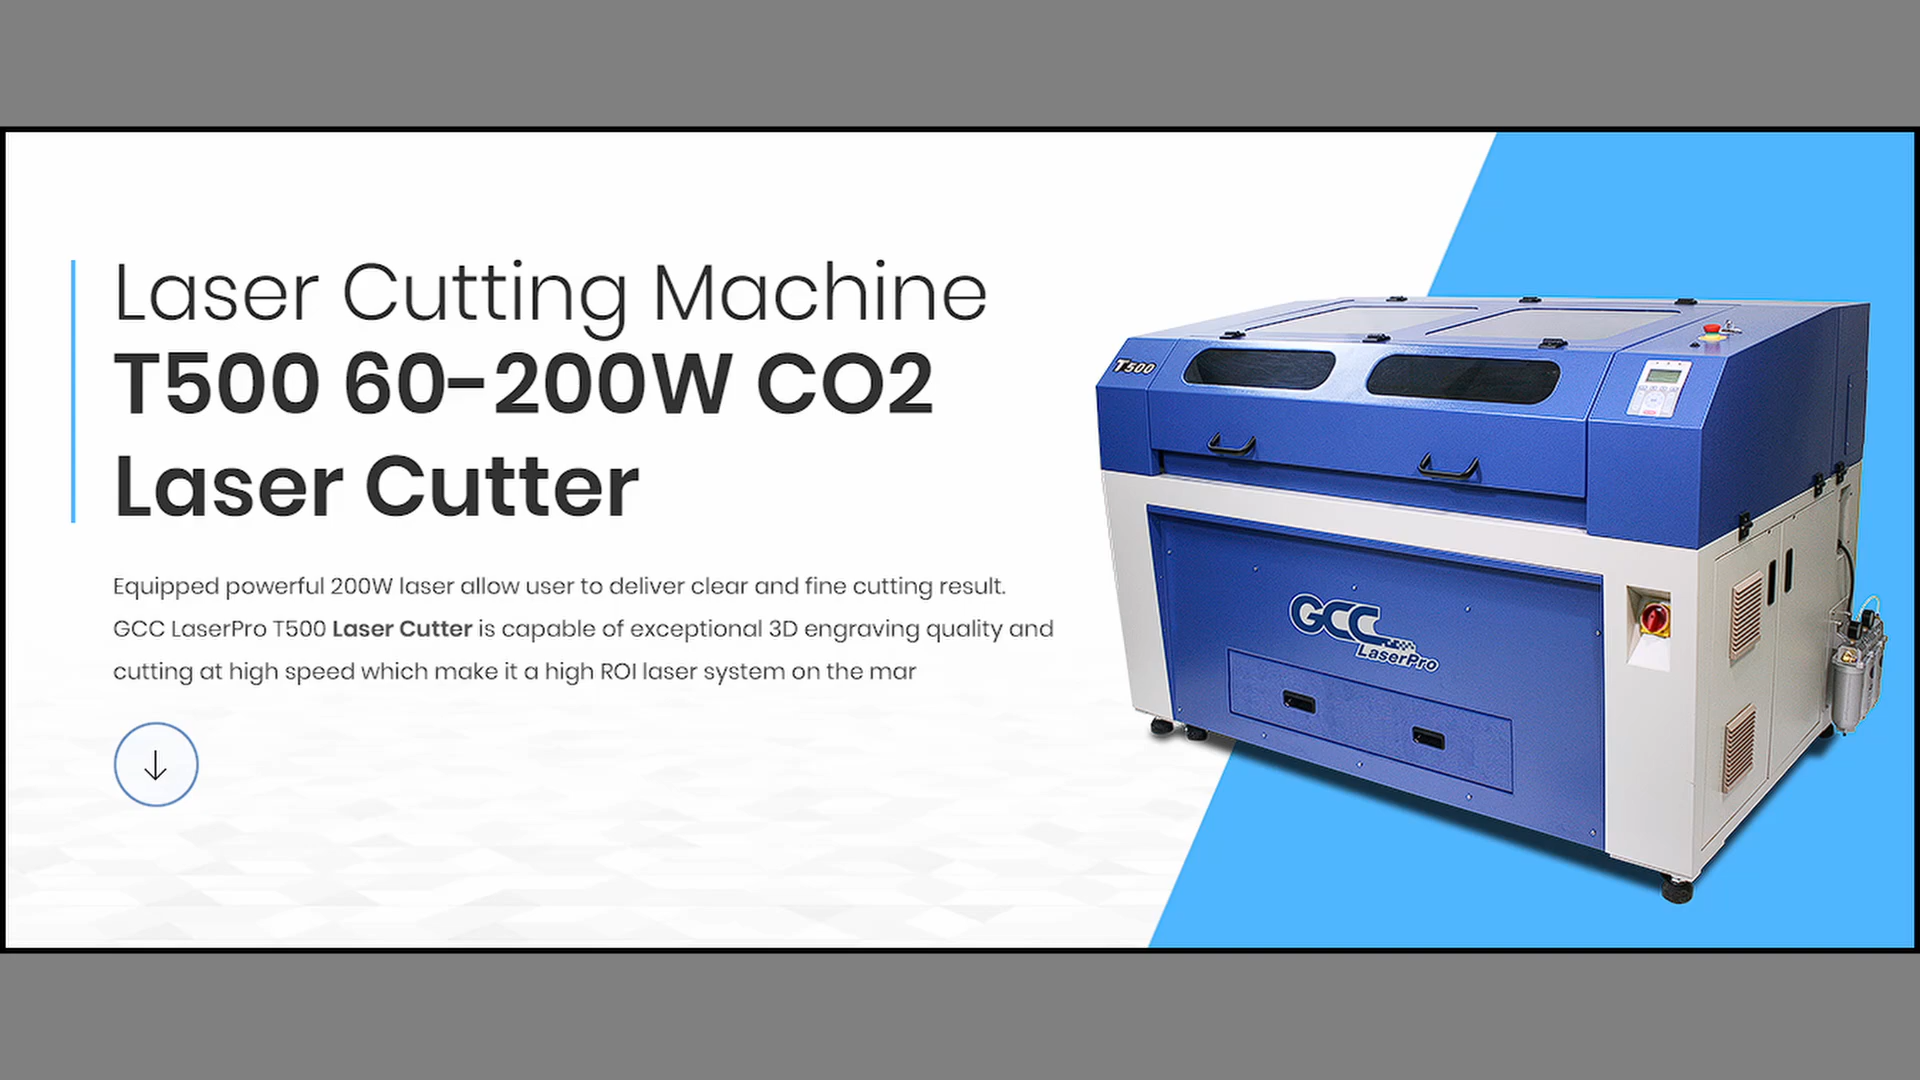 Laser Cutting Machine
T500 60-200W CO2
Laser Cutter
Equipped powerful 200W laser allow user to deliver clear and fine cutting result.
GCC LaserPro T500 Laser Cutter is capable of exceptional 3D engraving quality and
cutting at high speed which make it a high ROI laser system on the mar
T500
GCC
LaserPro